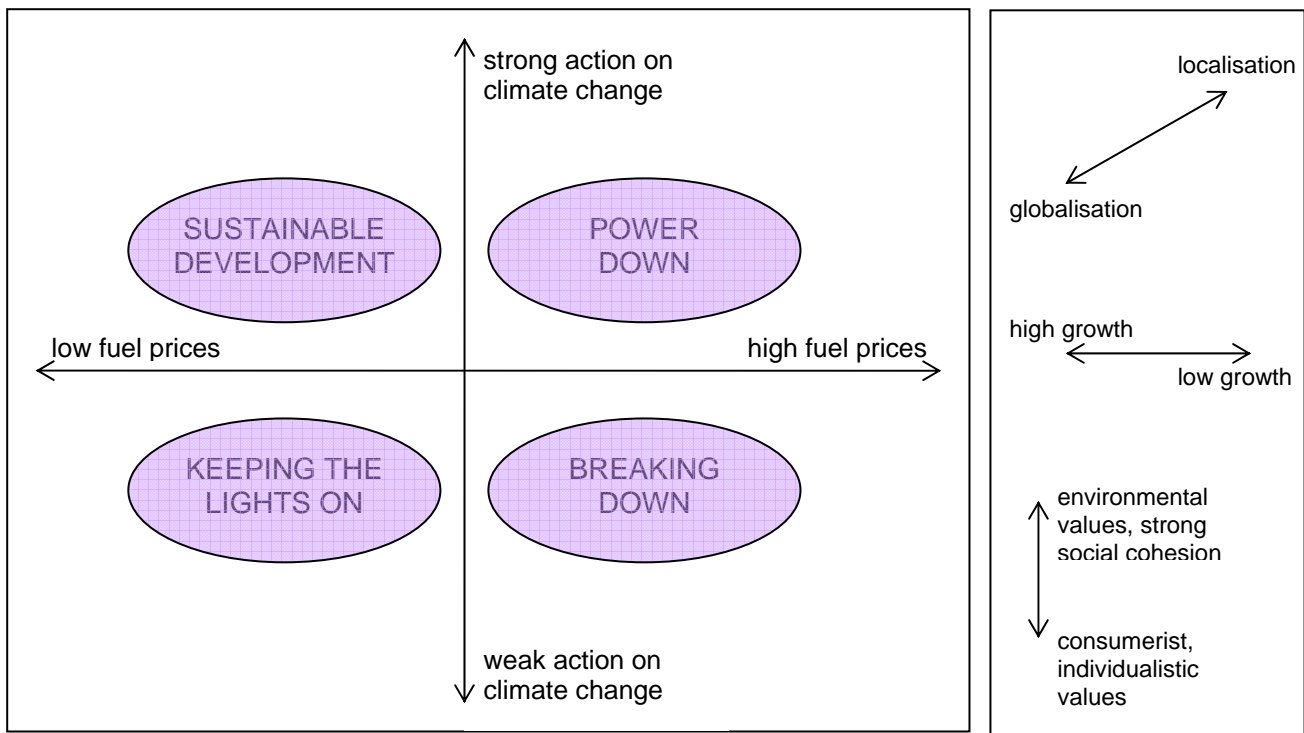 strong action on
climate change
SUSTAINABLE
DEVELOPMENT
POWER
DOWN
low fuel prices
high fuel prices
KEEPING THE
LIGHTS ON
BREAKING
DOWN
weak action on
climate change
localisation
globalisation
high growth
low growth
environmental
values, strong
social cohesion
consumerist,
individualistic
values